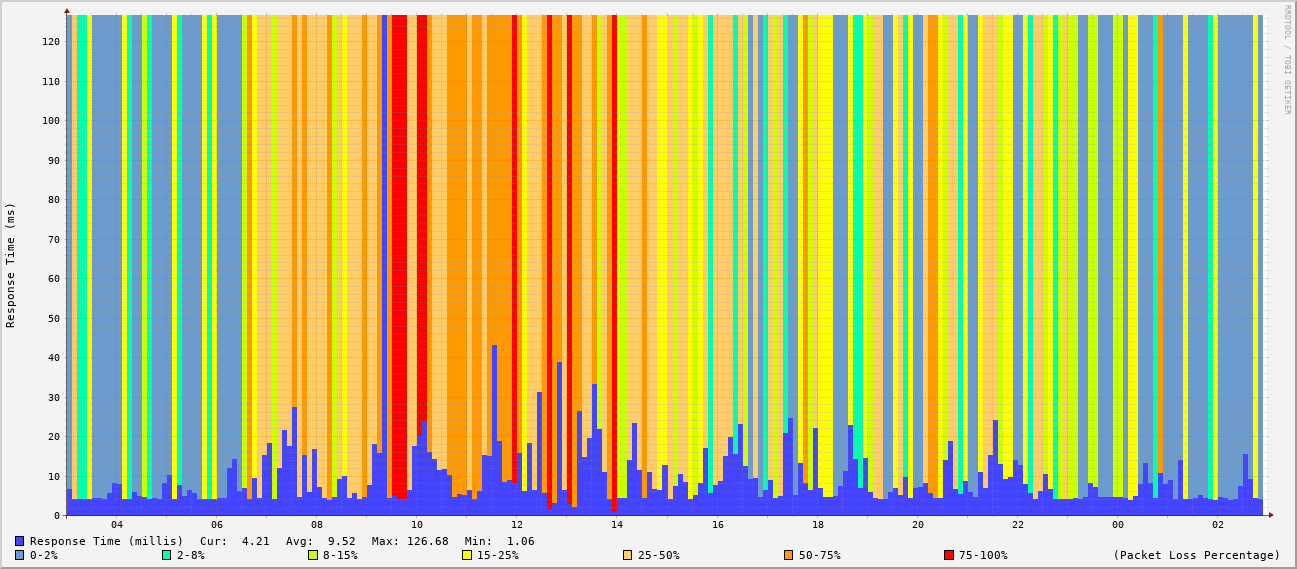 RRDTOOL / TOBI OETIKER
Response Time (ms)
120
110
100
90
80
70
60
50
40
30
20
10
0
04 06 08 10 12 14 16 18 20 22 00 02
Response Time (millis) Cur: 4.21 Avg: 9.52 Max: 126.68 Min: 1.06
0-2% 2-8% 8-15% 15-25% 25-50% 50-75% 75-100% (Packet Loss Percentage)